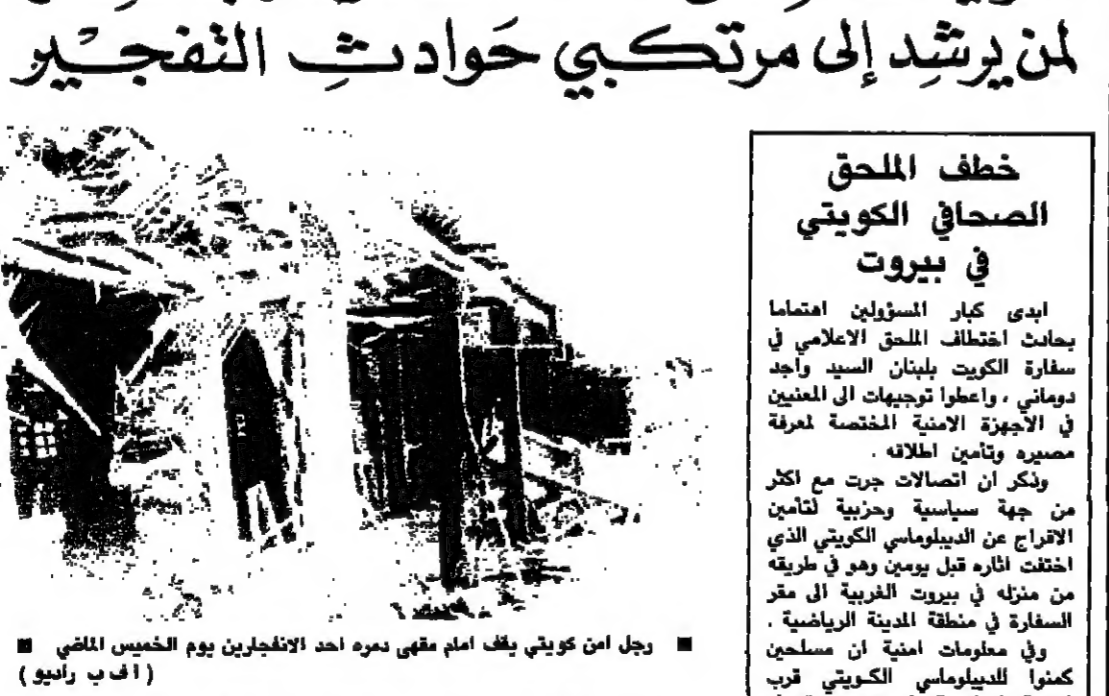 لمن يرشِد إلى مرتكبي حَوادثِ التفجيْر
خطف الملحق
الصحافي الكويتي
في بيروت
ابدى كبار المسؤولين اهتماما
بحادث اختطاف الملحق الاعلامي في
سفارة الكويت بلبنان السيد واجد
دوماني ، واعطوا توجيهات الى المعنيين
في الاجهزة الامنية المختصة لمعرفة
مصيره وتأمين اطلاقه .
وذكر ان اتصالات جرت مع اكثر
من جهة سياسية وحزبية لتأمين
الافراج عن الديبلوماسي الكويتي الذي
اختفت اثاره قبل يومين وهو في طريقه
من منزله في بيروت الغربية الى مقر
السفارة في منطقة المدينة الرياضية .
وفي معلومات امنية ان مسلحين
كمنوا للديبلوماسي الكويتي قرب
■ رجل امن كويتي يقف امام مقهى دمره احد الانفجارين يوم الخميس الماضي ■
( ا ف ب راديو )